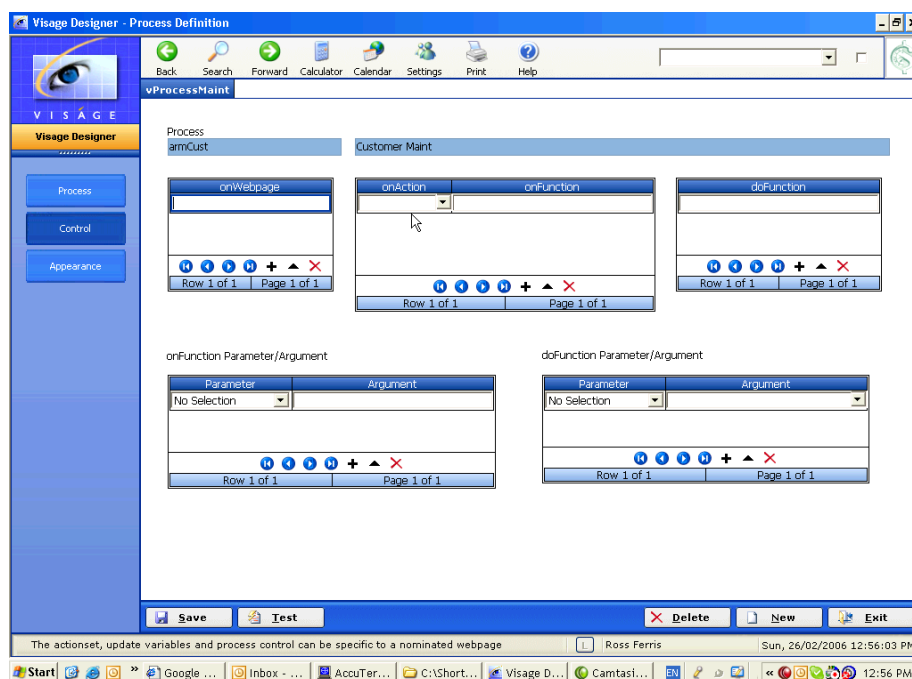 Visage Designer - Process Definition
Back Search Forward Calculator Calendar Settings Print Help
vProcessMaint
VISÁGE
Visage Designer
Process
Control
Appearance
Process
armCust Customer Maint
onWebpage
Row 1 of 1 Page 1 of 1
onAction onFunction
Row 1 of 1 Page 1 of 1
doFunction
Row 1 of 1 Page 1 of 1
onFunction Parameter/Argument
Parameter Argument
No Selection
Row 1 of 1 Page 1 of 1
doFunction Parameter/Argument
Parameter Argument
No Selection
Row 1 of 1 Page 1 of 1
Save Test Delete New Exit
The actionset, update variables and process control can be specific to a nominated webpage L Ross Ferris Sun, 26/02/2006 12:56:03 PM
Start » Google ... Inbox - ... AccuTer... C:\Short... Visage D... Camtasi... EN « 12:56 PM